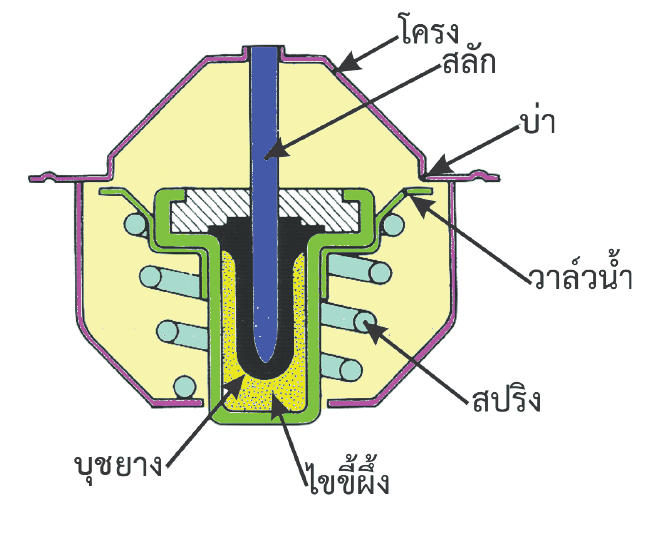 โครง
สลัก
บ่า
วาล์วน้ำ
สปริง
บุชยาง
ไขขี้ผึ้ง